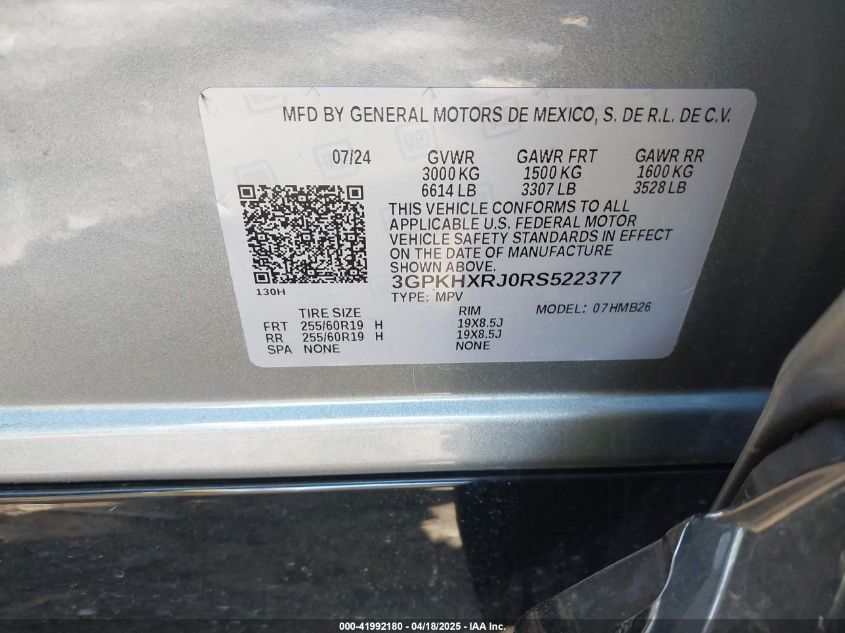 MFD BY GENERAL MOTORS DE MEXICO, S. DE R.L. DE C.V.
07/24 GVWR GAWR FRT GAWR RR
3000 KG 1500 KG 1600 KG
6614 LB 3307 LB 3528 LB
THIS VEHICLE CONFORMS TO ALL
APPLICABLE U.S. FEDERAL MOTOR
VEHICLE SAFETY STANDARDS IN EFFECT
ON THE DATE OF MANUFACTURE
SHOWN ABOVE.
3GPKHXRJ0RS522377
130H
TYPE: MPV
MODEL: 07HMB26
TIRE SIZE RIM
FRT 255/60R19 H 19X8.5J
RR 255/60R19 H 19X8.5J
SPA NONE NONE
000-41992180 - 04/18/2025 - IAA Inc.